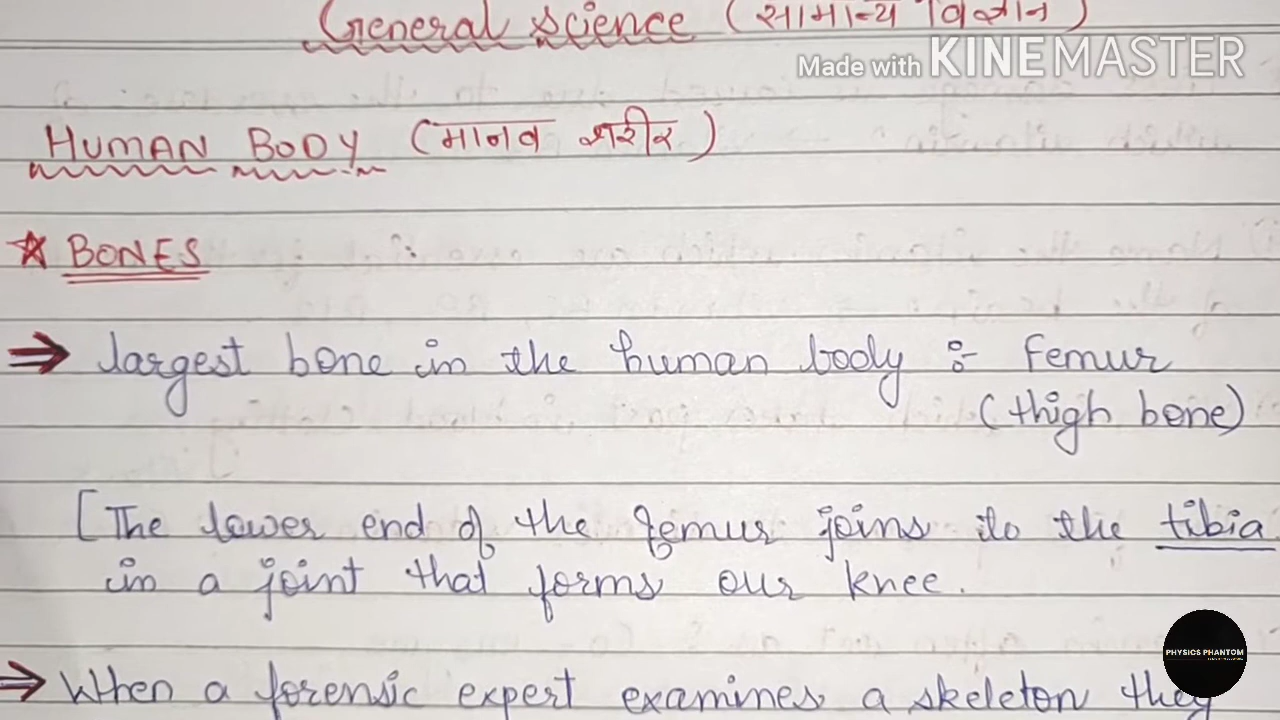 General Science (सामान्य विज्ञान)
Made with KINEMASTER
HUMAN BODY (मानव शरीर)
☆ BONES
⇒ largest bone in the human body :- Femur
(thigh bone)
[The lower end of the femur joins to the tibia
in a joint that forms our knee.
PHYSICS PHANTOM
⇒ When a forensic expert examines a skeleton they